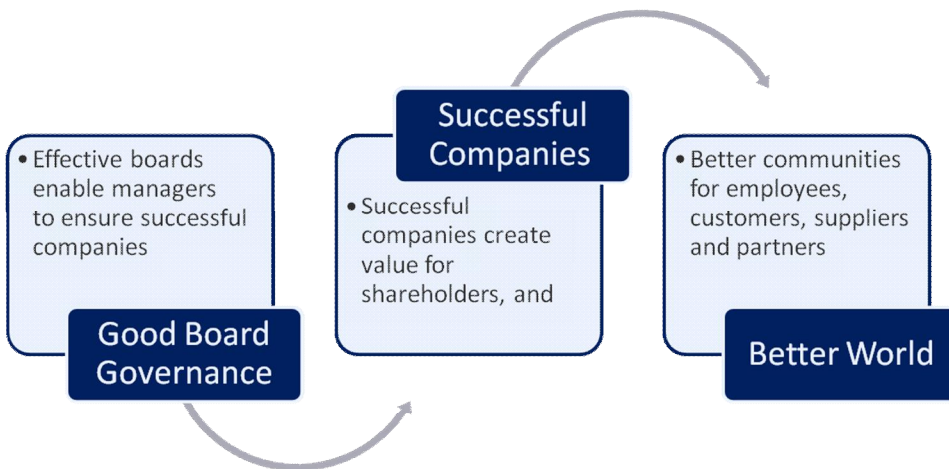 • Effective boards
enable managers
to ensure successful
companies
Good Board
Governance
Successful
Companies
• Successful
companies create
value for
shareholders, and
• Better communities
for employees,
customers, suppliers
and partners
Better World